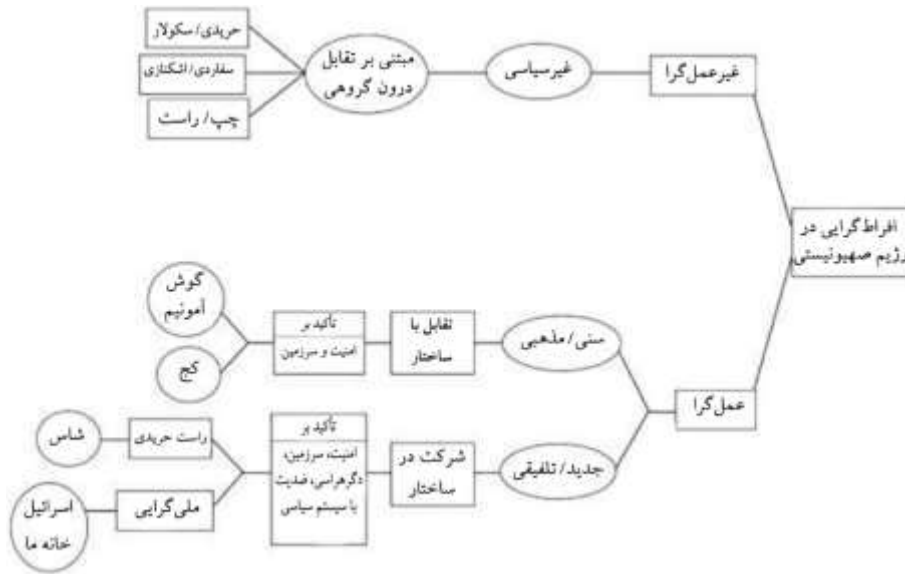 افراط‌گرایی در
رژیم صهیونیستی
غیرعمل‌گرا
غیرسیاسی
مبتنی بر تقابل
درون گروهی
حریدی/ سکولار
سفاردی/ اشکنازی
چپ/ راست
عمل‌گرا
سنی/ مذهبی
تقابل با
ساختار
تأکید بر
امنیت و سرزمین
گوش
آمونیم
کج
جدید/ تلفیقی
شرکت در
ساختار
تأکید بر
امنیت، سرزمین،
دگرهراسی، ضدیت
با سیستم سیاسی
راست حریدی
شاس
ملی‌گرایی
اسرائیل
خانه ما